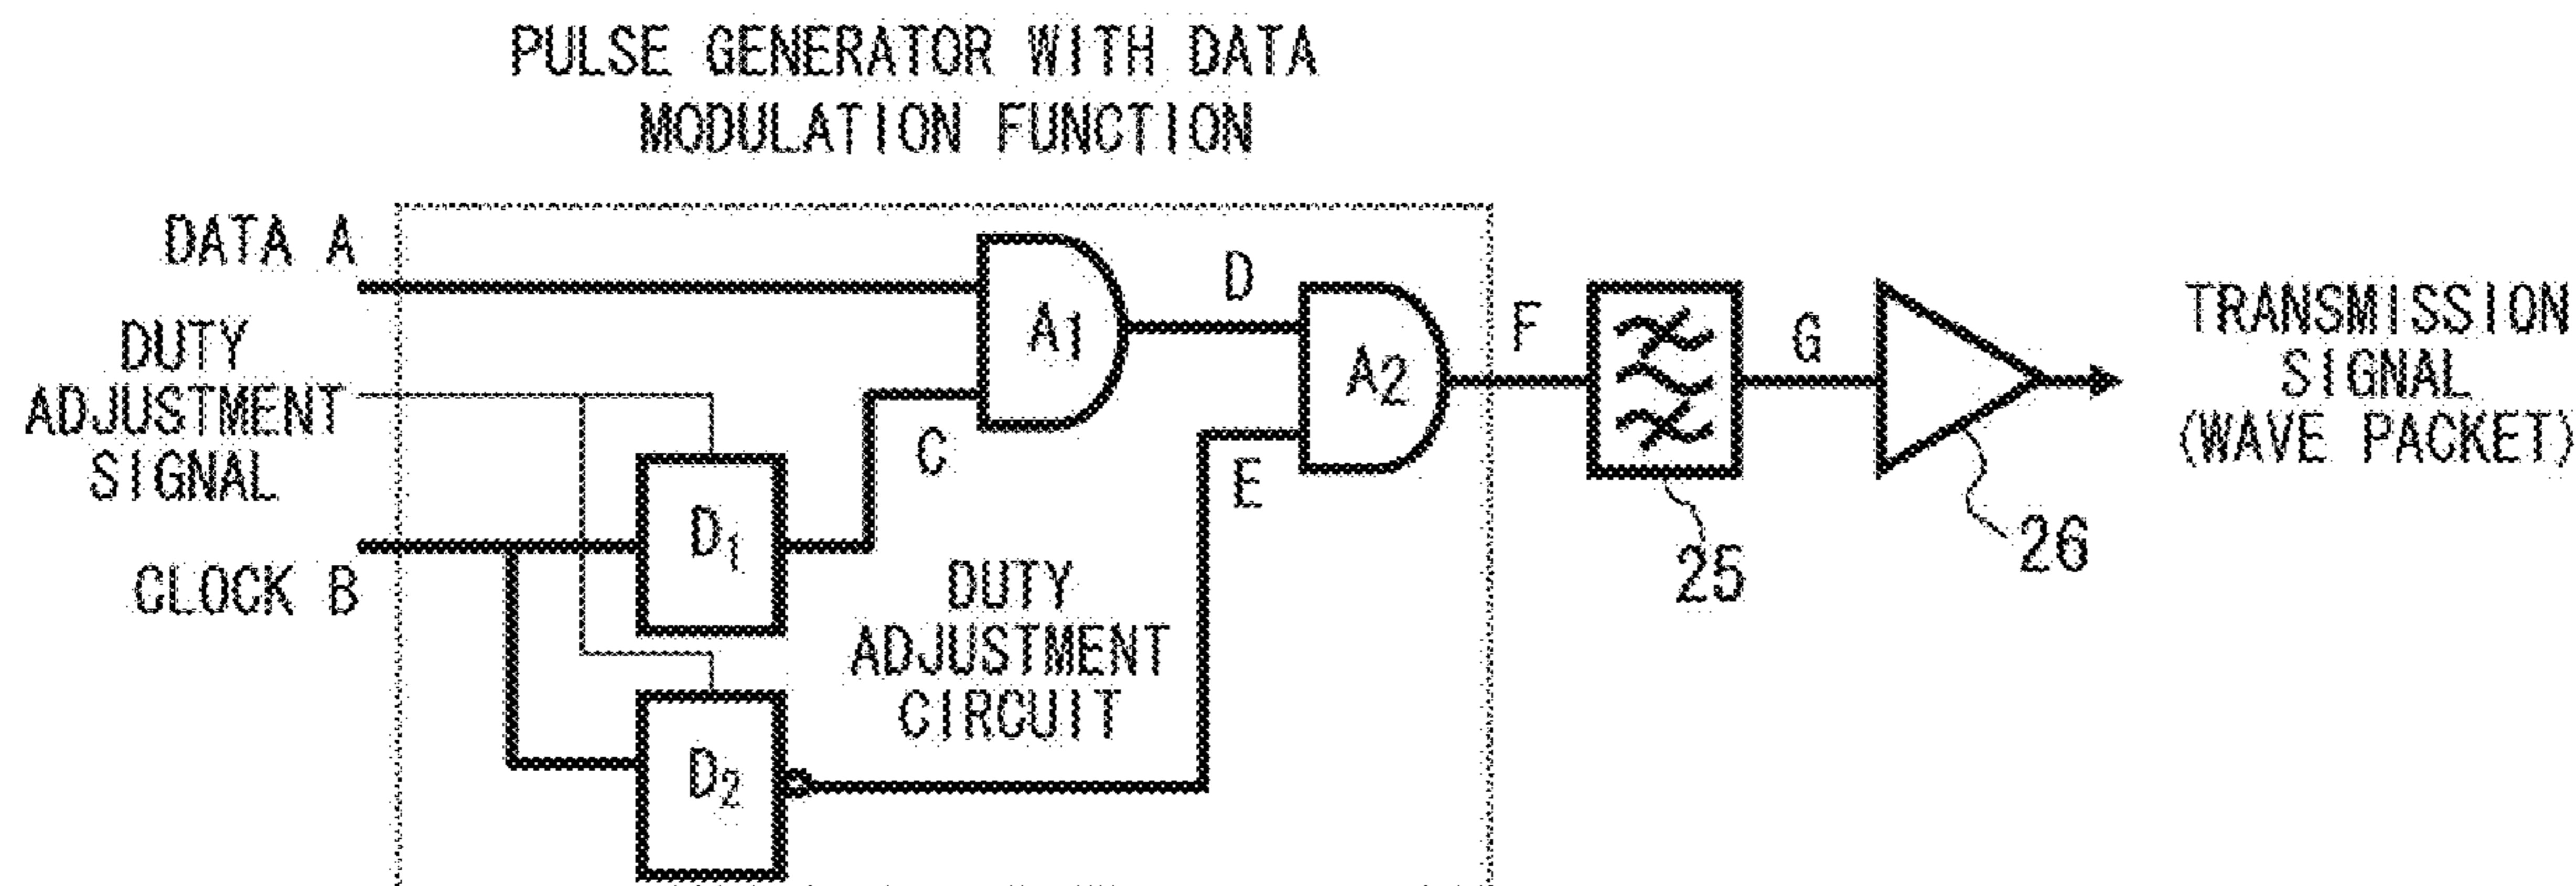 PULSE GENERATOR WITH DATA
MODULATION FUNCTION
DATA A
DUTY
ADJUSTMENT
SIGNAL
CLOCK B
A1
D
A2
F
G
C
E
D1
D2
DUTY
ADJUSTMENT
CIRCUIT
25
26
TRANSMISSION
SIGNAL
(WAVE PACKET)